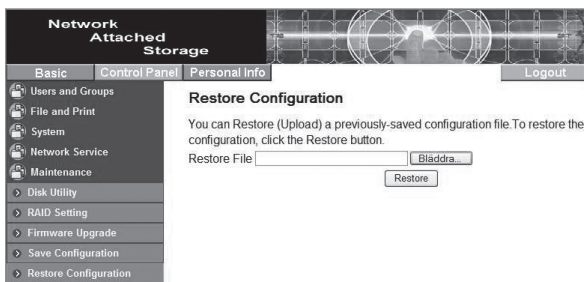 Network
Attached
Storage
Basic
Control Panel
Personal Info
Logout
Users and Groups
File and Print
System
Network Service
Maintenance
Disk Utility
RAID Setting
Firmware Upgrade
Save Configuration
Restore Configuration
Restore Configuration
You can Restore (Upload) a previously-saved configuration file.To restore the
configuration, click the Restore button.
Restore File
Bläddra...
Restore